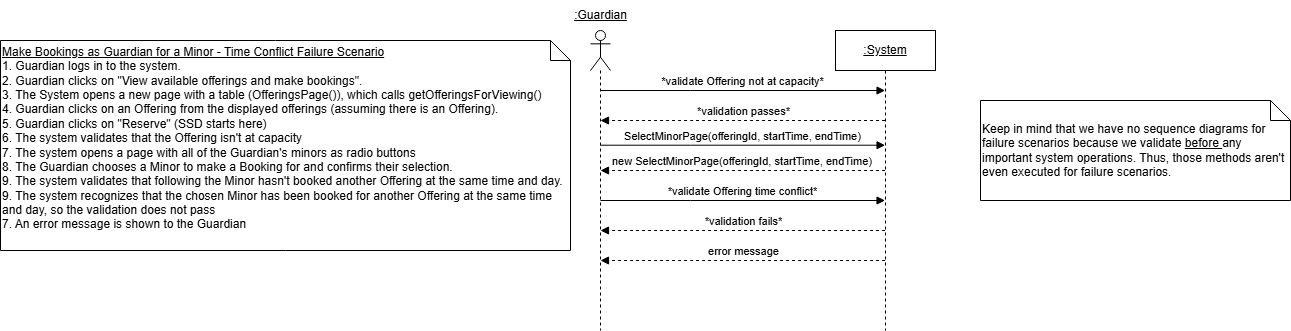 :Guardian
Make Bookings as Guardian for a Minor - Time Conflict Failure Scenario
1. Guardian logs in to the system.
2. Guardian clicks on "View available offerings and make bookings".
3. The System opens a new page with a table (OfferingsPage()), which calls getOfferingsForViewing()
4. Guardian clicks on an Offering from the displayed offerings (assuming there is an Offering).
5. Guardian clicks on "Reserve" (SSD starts here)
6. The system validates that the Offering isn't at capacity
7. The system opens a page with all of the Guardian's minors as radio buttons
8. The Guardian chooses a Minor to make a Booking for and confirms their selection.
9. The system validates that following the Minor hasn't booked another Offering at the same time and day.
9. The system recognizes that the chosen Minor has been booked for another Offering at the same time
and day, so the validation does not pass
7. An error message is shown to the Guardian
:System
*validate Offering not at capacity*
*validation passes*
SelectMinorPage(offeringId, startTime, endTime)
new SelectMinorPage(offeringId, startTime, endTime)
*validate Offering time conflict*
*validation fails*
error message
Keep in mind that we have no sequence diagrams for
failure scenarios because we validate before any
important system operations. Thus, those methods aren't
even executed for failure scenarios.